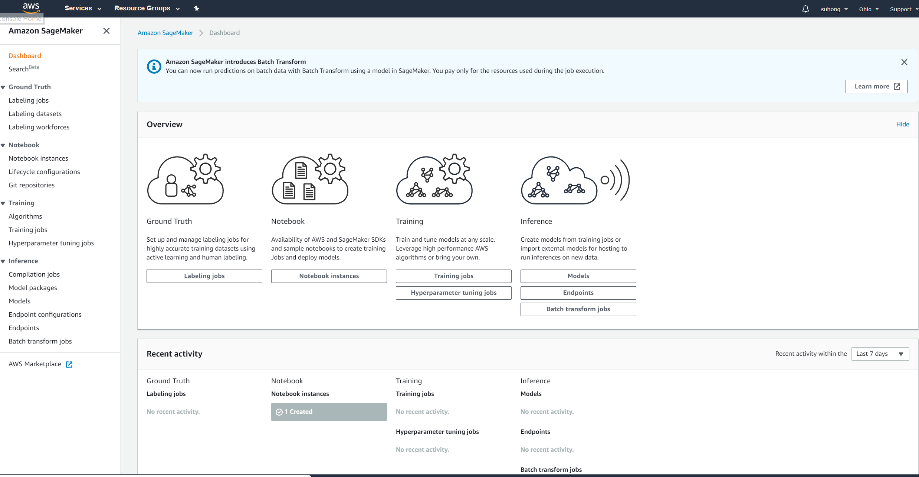 aws
Services
Resource Groups
suhong
Ohio
Support
Console Home
Amazon SageMaker
Dashboard
Search Beta
Ground Truth
Labeling jobs
Labeling datasets
Labeling workforces
Notebook
Notebook instances
Lifecycle configurations
Git repositories
Training
Algorithms
Training jobs
Hyperparameter tuning jobs
Inference
Compilation jobs
Model packages
Models
Endpoint configurations
Endpoints
Batch transform jobs
AWS Marketplace
Amazon SageMaker
Dashboard
Amazon SageMaker introduces Batch Transform
You can now run predictions on batch data with Batch Transform using a model in SageMaker. You pay only for the resources used during the job execution.
Learn more
Overview
Hide
Ground Truth
Set up and manage labeling jobs for
highly accurate training datasets using
active learning and human labeling.
Labeling jobs
Notebook
Availability of AWS and SageMaker SDKs
and sample notebooks to create training
Jobs and deploy models.
Notebook instances
Training
Train and tune models at any scale.
Leverage high performance AWS
algorithms or bring your own.
Training jobs
Hyperparameter tuning jobs
Inference
Create models from training jobs or
import external models for hosting to
run inferences on new data.
Models
Endpoints
Batch transform jobs
Recent activity
Recent activity within the
Last 7 days
Ground Truth
Labeling jobs
No recent activity.
Notebook
Notebook instances
1 Created
Training
Training jobs
No recent activity.
Hyperparameter tuning jobs
No recent activity.
Inference
Models
No recent activity.
Endpoints
No recent activity.
Batch transform jobs